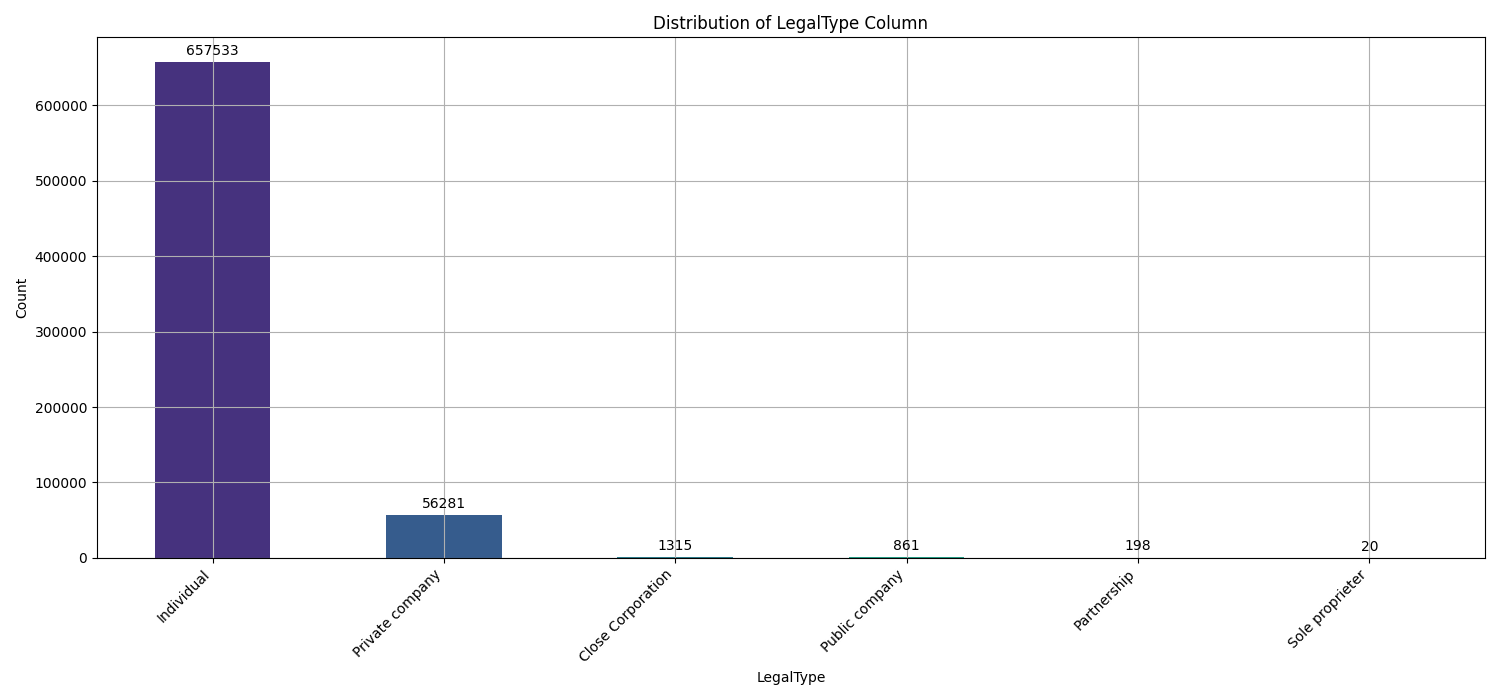 Distribution of LegalType Column
657533
600000
500000
400000
300000
200000
100000
0
Count
56281
1315
861
198
20
Individual
Private company
Close Corporation
Public company
Partnership
Sole proprieter
LegalType